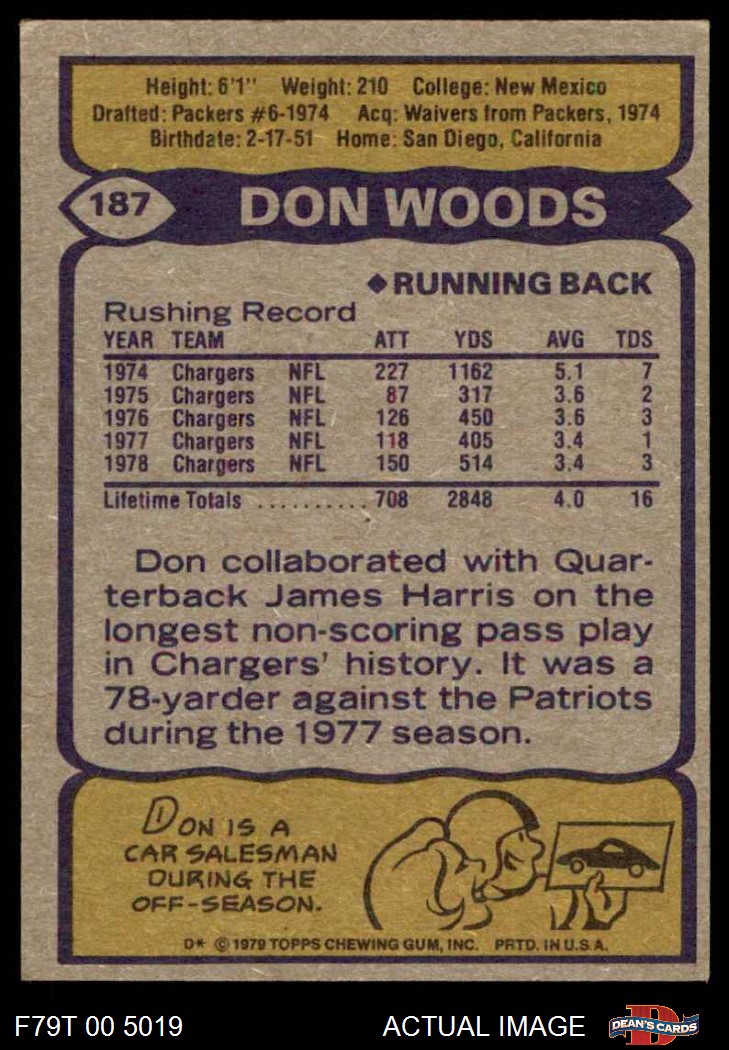 Height: 6'1" Weight: 210 College: New Mexico
Drafted: Packers #6-1974 Acq: Waivers from Packers, 1974
Birthdate: 2-17-51 Home: San Diego, California
187 DON WOODS
◆RUNNING BACK
Rushing Record
YEAR TEAM ATT YDS AVG TDS
1974 Chargers NFL 227 1162 5.1 7
1975 Chargers NFL 87 317 3.6 2
1976 Chargers NFL 126 450 3.6 3
1977 Chargers NFL 118 405 3.4 1
1978 Chargers NFL 150 514 3.4 3
Lifetime Totals .......... 708 2848 4.0 16
Don collaborated with Quar-
terback James Harris on the
longest non-scoring pass play
in Chargers' history. It was a
78-yarder against the Patriots
during the 1977 season.
DON IS A
CAR SALESMAN
DURING THE
OFF-SEASON.
D* © 1979 TOPPS CHEWING GUM, INC. PRTD. IN U.S.A.
F79T 00 5019 ACTUAL IMAGE D DEAN'S CARDS